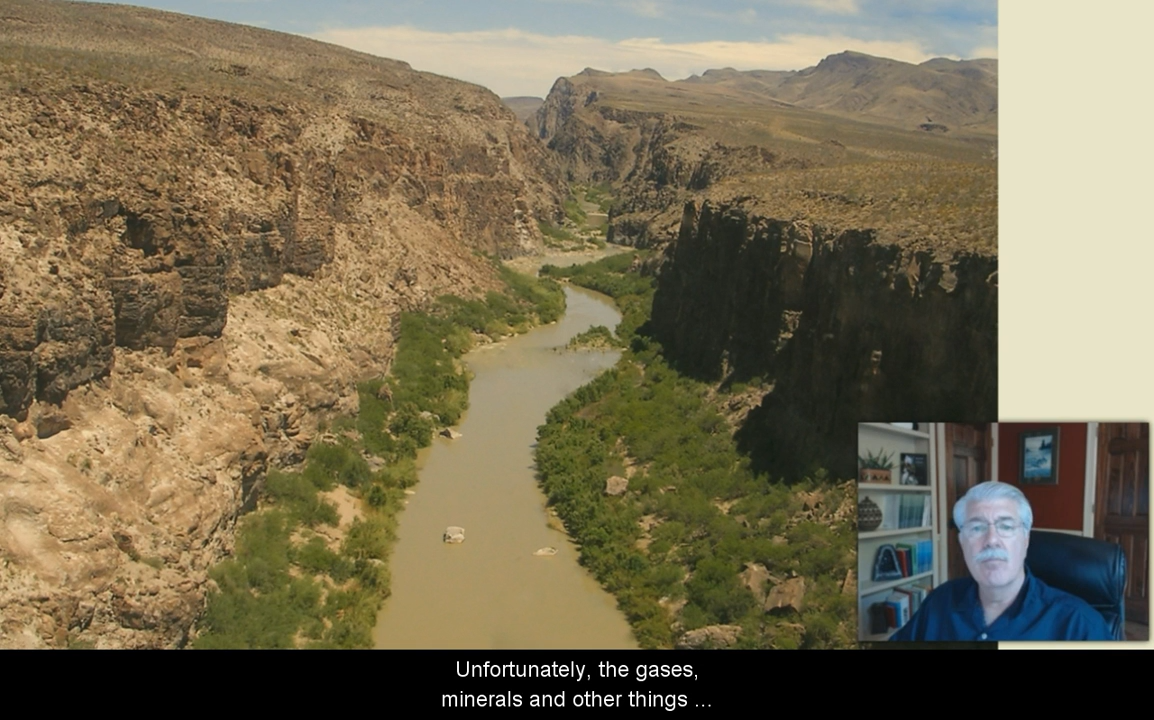 Unfortunately, the gases,
minerals and other things ...